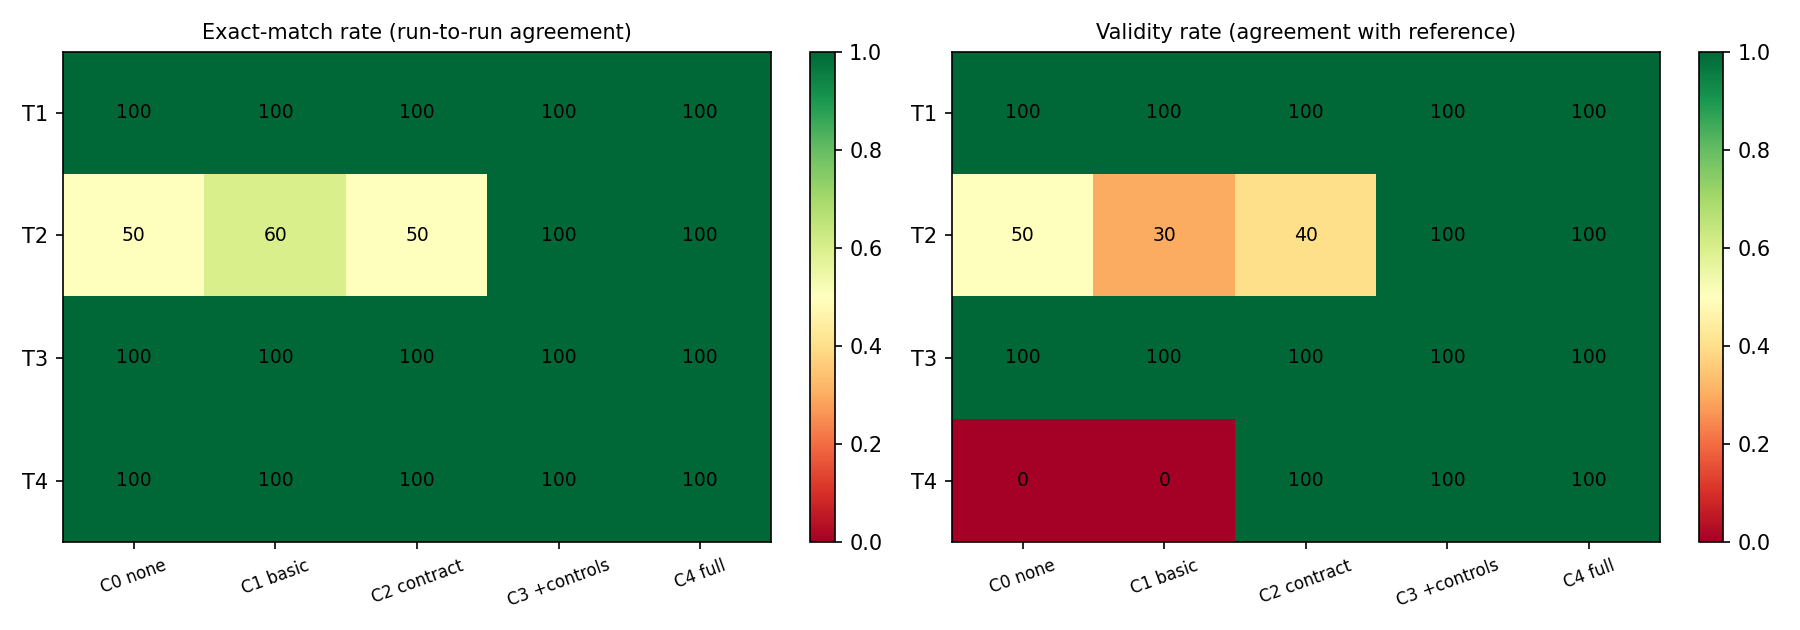 Exact-match rate (run-to-run agreement)
T1 100 100 100 100 100
T2 50 60 50 100 100
T3 100 100 100 100 100
T4 100 100 100 100 100
C0 none C1 basic C2 contract C3 +controls C4 full
1.0
0.8
0.6
0.4
0.2
0.0
Validity rate (agreement with reference)
T1 100 100 100 100 100
T2 50 30 40 100 100
T3 100 100 100 100 100
T4 0 0 100 100 100
C0 none C1 basic C2 contract C3 +controls C4 full
1.0
0.8
0.6
0.4
0.2
0.0